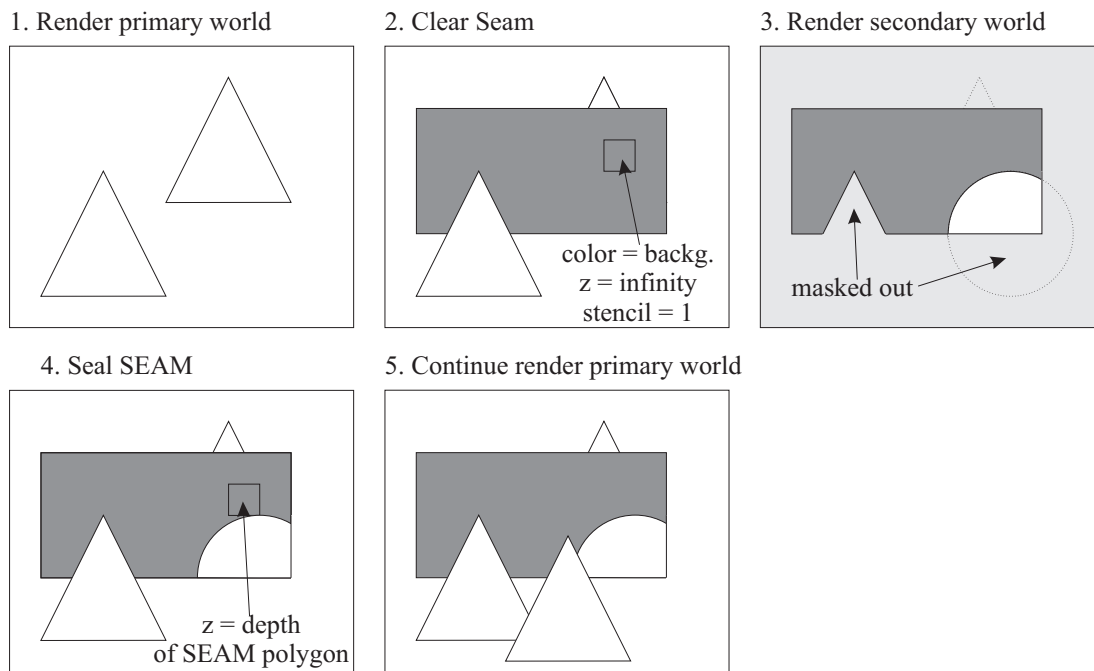 1. Render primary world
2. Clear Seam
3. Render secondary world
color = backg.
z = infinity
stencil = 1
masked out
4. Seal SEAM
5. Continue render primary world
z = depth
of SEAM polygon